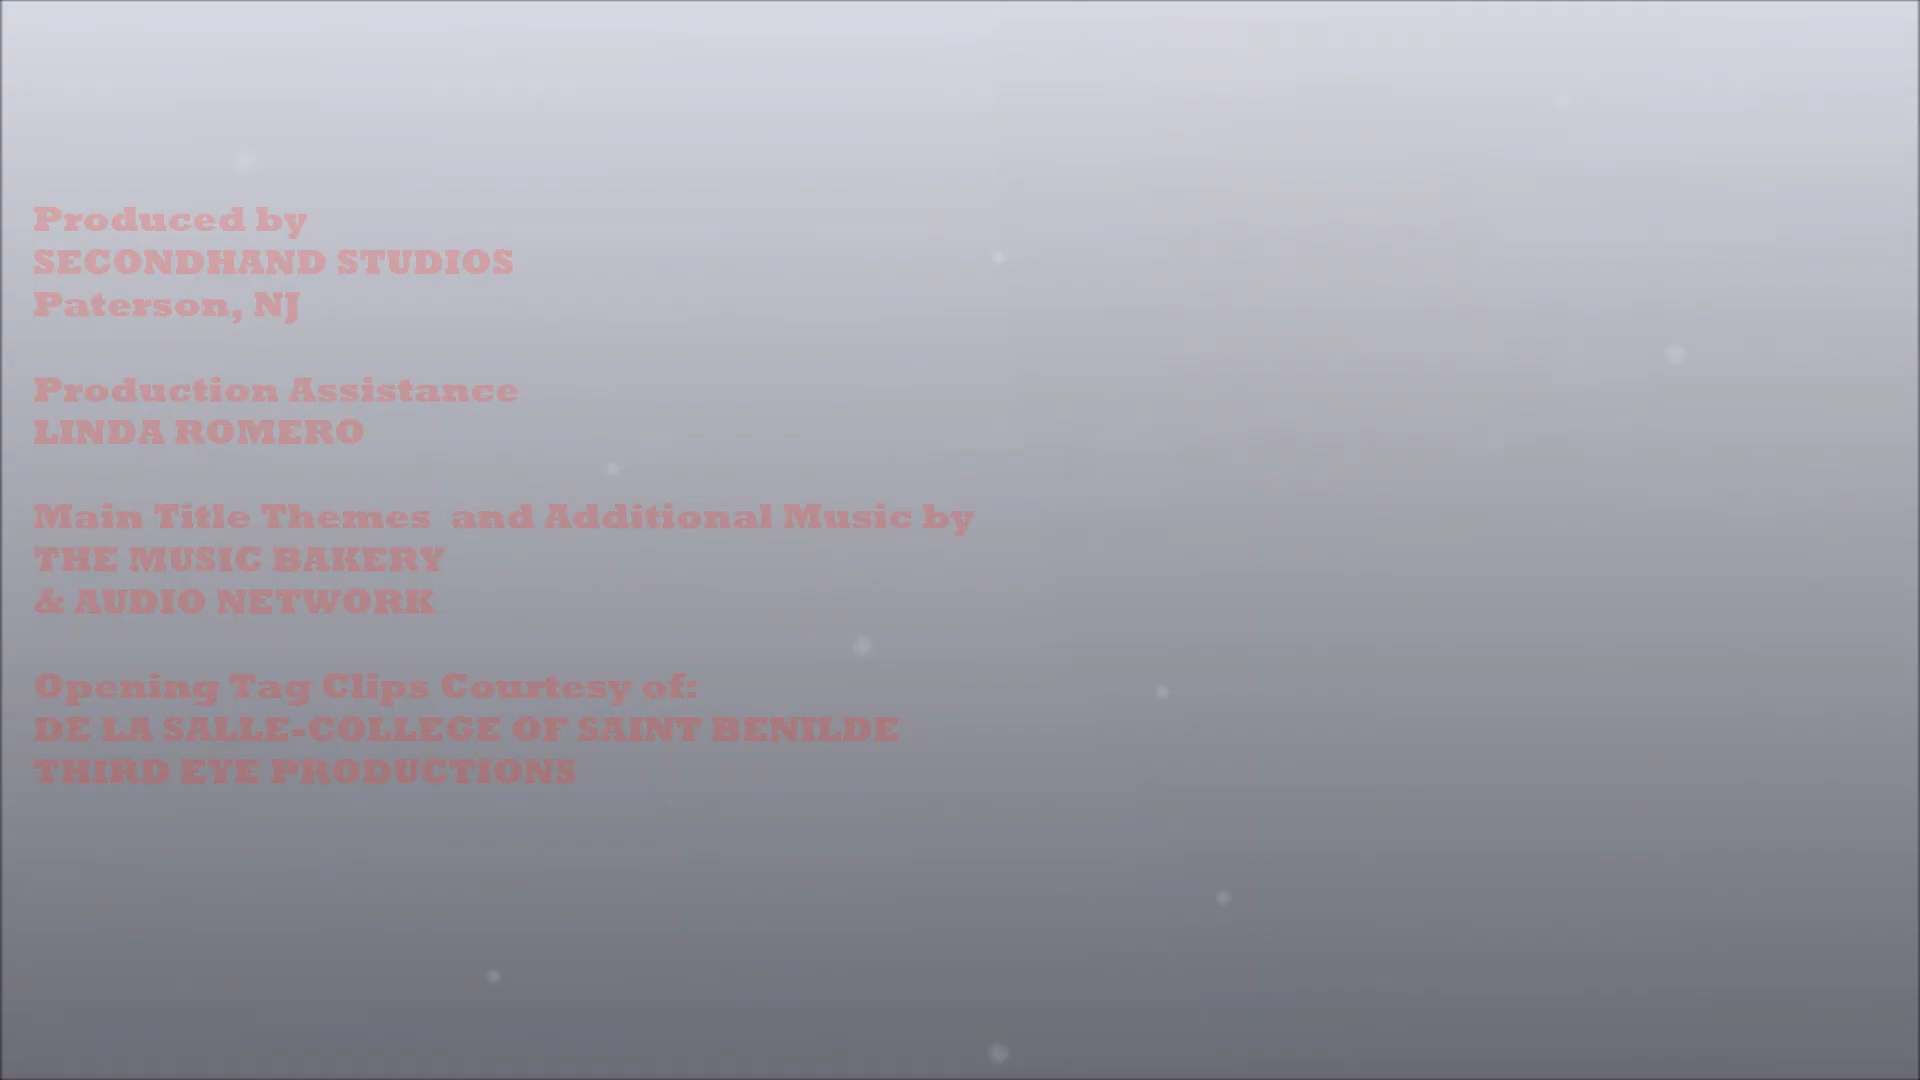 Produced by
SECONDHAND STUDIOS
Paterson, NJ
Production Assistance
LINDA ROMERO
Main Title Themes  and Additional Music by
THE MUSIC BAKERY
& AUDIO NETWORK
Opening Tag Clips Courtesy of:
DE LA SALLE-COLLEGE OF SAINT BENILDE
THIRD EYE PRODUCTIONS